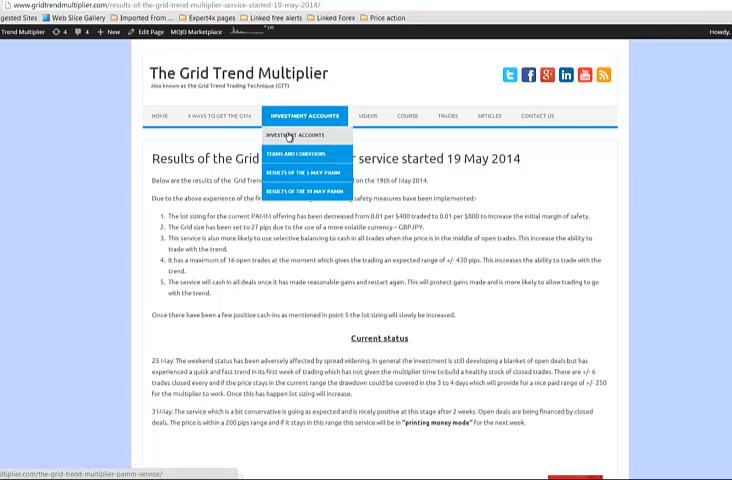 www.gridtrendmultiplier.com/results-of-the-grid-trend-multiplier-service-started-19-may-2014/
gested Sites Web Slice Gallery Imported From ... Expert4x pages Linked free alerts Linked Forex Price action
Trend Multiplier 4 4 + New Edit Page MOJO Marketplace Howdy,
The Grid Trend Multiplier
Also known as the Grid Trend Trading Technique (GTT)
HOME 4 WAYS TO GET THE GTM INVESTMENT ACCOUNTS VIDEOS COURSE TRADES ARTICLES CONTACT US
INVESTMENT ACCOUNTS
TERMS AND CONDITIONS
RESULTS OF THE 5 MAY PAMM
RESULTS OF THE 19 MAY PAMM
Results of the Grid service started 19 May 2014
Below are the results of the Grid Tren on the 19th of May 2014.
Due to the above experience of the fir safety measures have been implemented:-
1. The lot sizing for the current PAMM offering has been decreased from 0.01 per $400 traded to 0.01 per $800 to increase the initial margin of safety.
2. The Grid size has been set to 27 pips due to the use of a more volatile currency – GBPJPY.
3. This service is also more likely to use selective balancing to cash in all trades when the price is in the middle of open trades. This increase the ability to
trade with the trend.
4. It has a maximum of 16 open trades at the moment which gives the trading an expected range of +/- 430 pips. This increases the ability to trade with the
trend.
5. The service will cash in all deals once it has made reasonable gains and restart again. This will protect gains made and is more likely to allow trading to go
with the trend.
Once there have been a few positive cash-ins as mentioned in point 5 the lot sizing will slowly be increased.
Current status
25 May: The weekend status has been adversely affected by spread widening. In general the investment is still developing a blanket of open deals but has
experienced a quick and fast trend in its first week of trading which has not given the multiplier time to build a healthy stock of closed trades. There are +/- 6
trades closed every and if the price stays in the current range the drawdown could be covered in the 3 to 4 days which will provide for a nice paid range of +/- 250
for the multiplier to work. Once this has happen lot sizing will increase.
31May: The service which is a bit conservative is going as expected and is nicely positive at this stage after 2 weeks. Open deals are being financed by closed
deals. The price is within a 200 pips range and if it stays in this range this service will be in "printing money mode" for the next week.
ultiplier.com/the-grid-trend-multiplier-pamm-service/